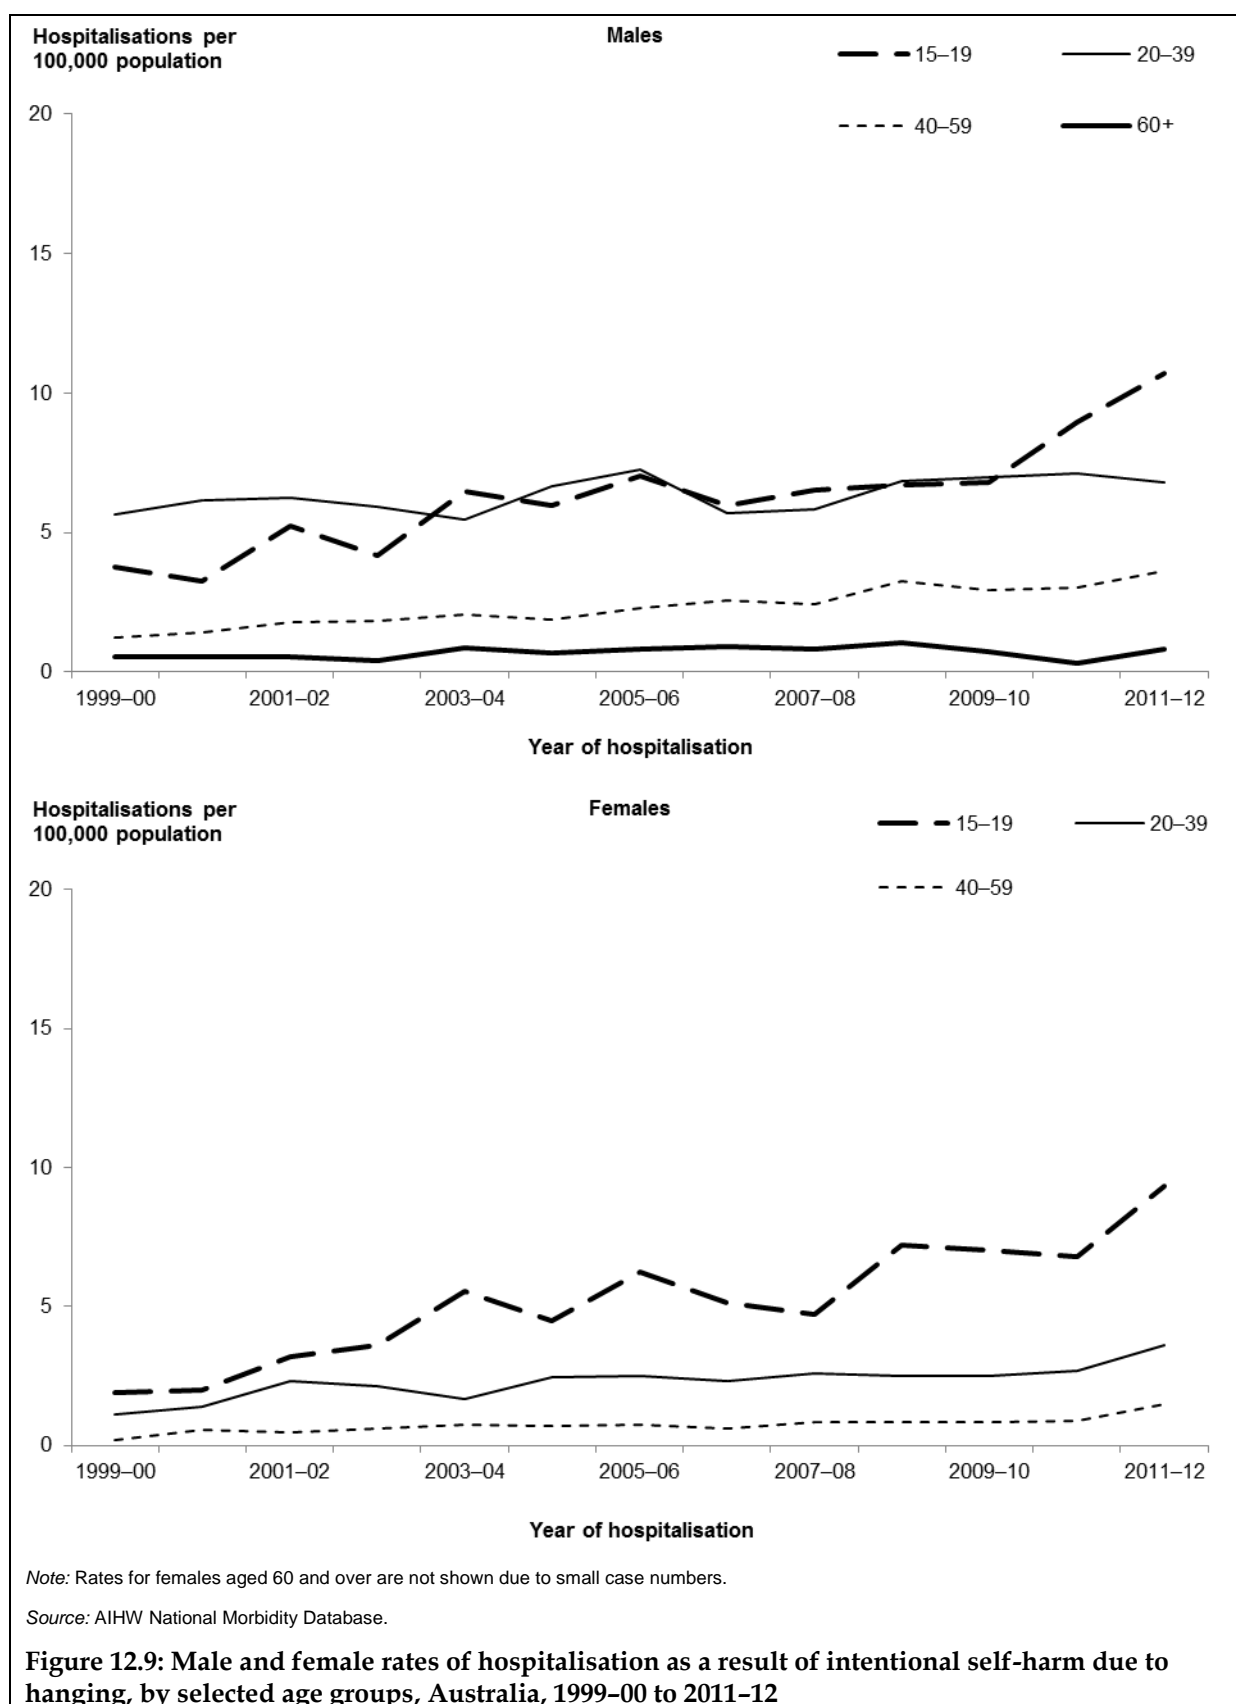 Hospitalisations per
100,000 population
Males
15–19
20–39
40–59
60+
20
15
10
5
0
1999–00 2001–02 2003–04 2005–06 2007–08 2009–10 2011–12
Year of hospitalisation
Hospitalisations per
100,000 population
Females
15–19
20–39
40–59
20
15
10
5
0
1999–00 2001–02 2003–04 2005–06 2007–08 2009–10 2011–12
Year of hospitalisation
Note: Rates for females aged 60 and over are not shown due to small case numbers.
Source: AIHW National Morbidity Database.
Figure 12.9: Male and female rates of hospitalisation as a result of intentional self-harm due to
hanging, by selected age groups, Australia, 1999–00 to 2011–12